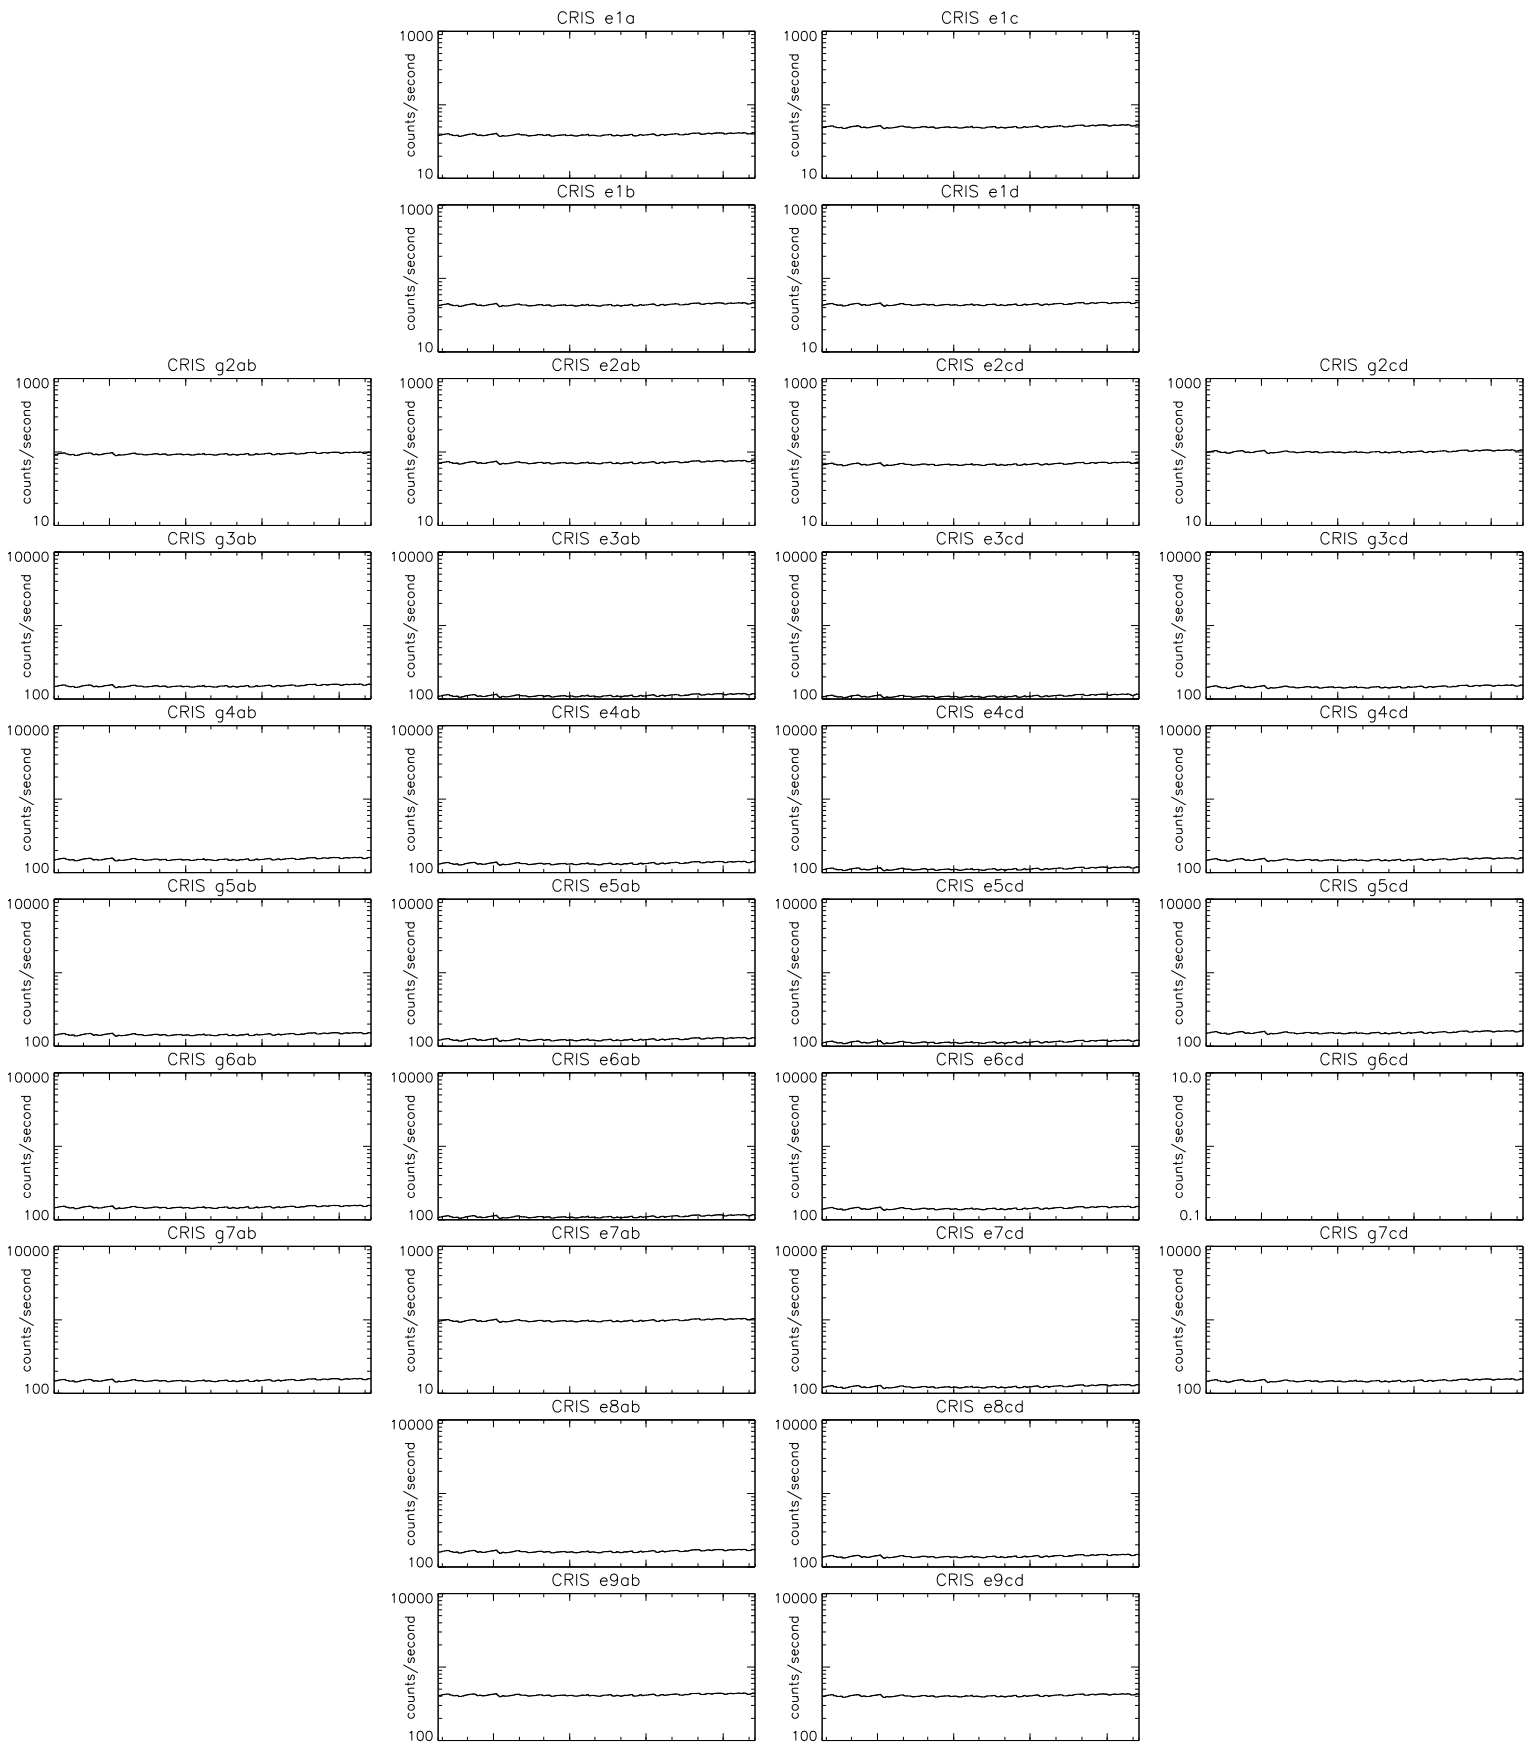 CRIS e1a
CRIS e1c
1000
counts/second
10
1000
counts/second
10
CRIS e1b
CRIS e1d
1000
counts/second
10
1000
counts/second
10
CRIS g2ab
CRIS e2ab
CRIS e2cd
CRIS g2cd
1000
counts/second
10
1000
counts/second
10
1000
counts/second
10
1000
counts/second
10
CRIS g3ab
CRIS e3ab
CRIS e3cd
CRIS g3cd
10000
counts/second
100
10000
counts/second
100
10000
counts/second
100
10000
counts/second
100
CRIS g4ab
CRIS e4ab
CRIS e4cd
CRIS g4cd
10000
counts/second
100
10000
counts/second
100
10000
counts/second
100
10000
counts/second
100
CRIS g5ab
CRIS e5ab
CRIS e5cd
CRIS g5cd
10000
counts/second
100
10000
counts/second
100
10000
counts/second
100
10000
counts/second
100
CRIS g6ab
CRIS e6ab
CRIS e6cd
CRIS g6cd
10000
counts/second
100
10000
counts/second
100
10000
counts/second
100
10.0
counts/second
0.1
CRIS g7ab
CRIS e7ab
CRIS e7cd
CRIS g7cd
10000
counts/second
100
1000
counts/second
10
10000
counts/second
100
10000
counts/second
100
CRIS e8ab
CRIS e8cd
10000
counts/second
100
10000
counts/second
100
CRIS e9ab
CRIS e9cd
10000
counts/second
100
10000
counts/second
100